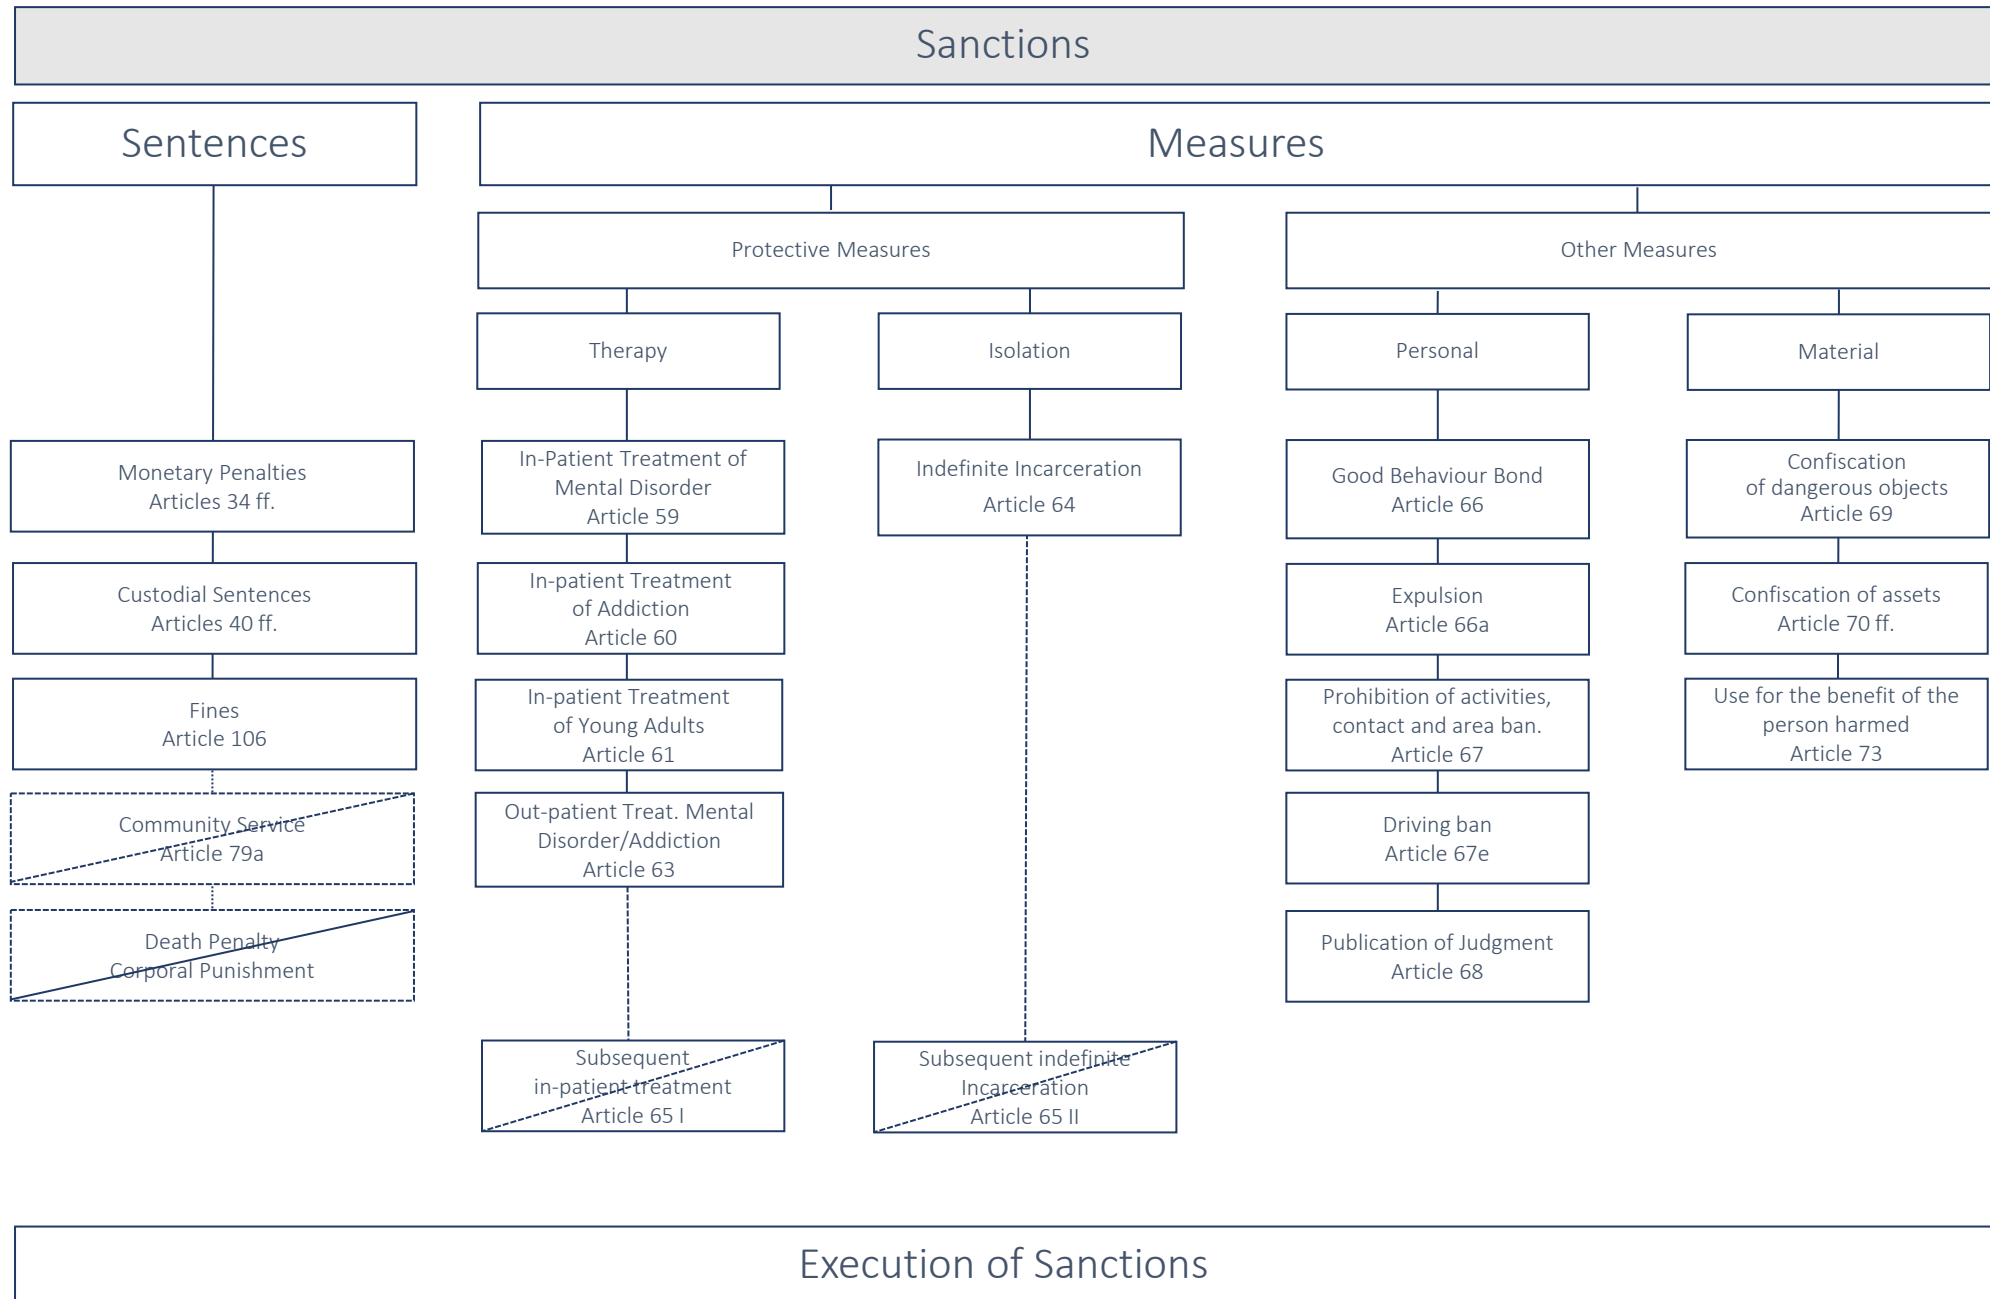 Sanctions
Sentences
Measures
Protective Measures
Other Measures
Therapy
Isolation
Personal
Material
Monetary Penalties
Articles 34 ff.
Custodial Sentences
Articles 40 ff.
Fines
Article 106
Community Service
Article 79a
Death Penalty
Corporal Punishment
In-Patient Treatment of
Mental Disorder
Article 59
In-patient Treatment
of Addiction
Article 60
In-patient Treatment
of Young Adults
Article 61
Out-patient Treat. Mental
Disorder/Addiction
Article 63
Subsequent
in-patient treatment
Article 65 I
Indefinite Incarceration
Article 64
Subsequent indefinite
Incarceration
Article 65 II
Good Behaviour Bond
Article 66
Expulsion
Article 66a
Prohibition of activities,
contact and area ban.
Article 67
Driving ban
Article 67e
Publication of Judgment
Article 68
Confiscation
of dangerous objects
Article 69
Confiscation of assets
Article 70 ff.
Use for the benefit of the
person harmed
Article 73
Execution of Sanctions